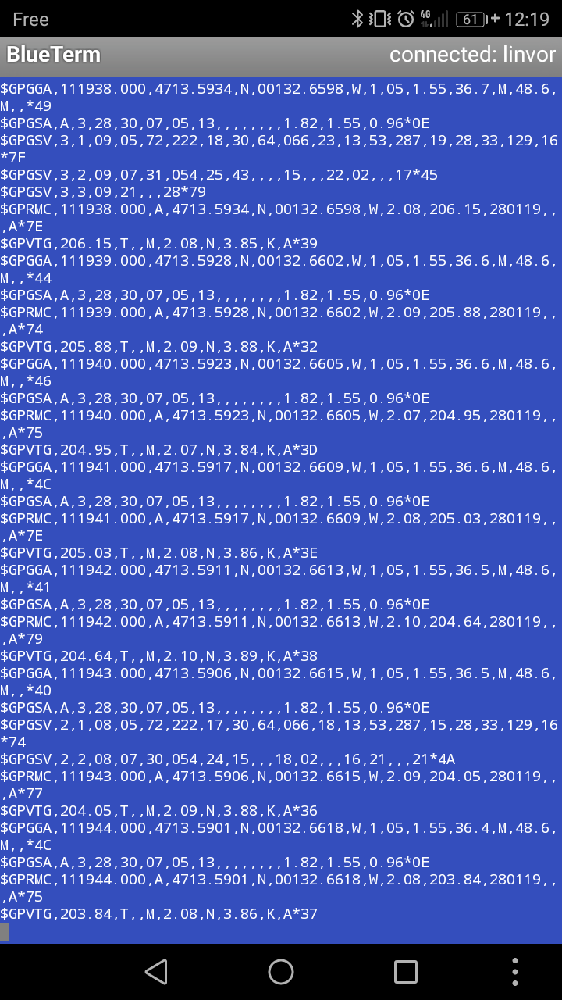 Free
4G
61
12:19
BlueTerm
connected: linvor
$GPGGA,111938.000,4713.5934,N,00132.6598,W,1,05,1.55,36.7,M,48.6,
M,,*49
$GPGSA,A,3,28,30,07,05,13,,,,,,,,1.82,1.55,0.96*0E
$GPGSV,3,1,09,05,72,222,18,30,64,066,23,13,53,287,19,28,33,129,16
*7F
$GPGSV,3,2,09,07,31,054,25,43,,,,15,,,22,02,,,17*45
$GPGSV,3,3,09,21,,,28*79
$GPRMC,111938.000,A,4713.5934,N,00132.6598,W,2.08,206.15,280119,,
,A*7E
$GPVTG,206.15,T,,M,2.08,N,3.85,K,A*39
$GPGGA,111939.000,4713.5928,N,00132.6602,W,1,05,1.55,36.6,M,48.6,
M,,*44
$GPGSA,A,3,28,30,07,05,13,,,,,,,,1.82,1.55,0.96*0E
$GPRMC,111939.000,A,4713.5928,N,00132.6602,W,2.09,205.88,280119,,
,A*74
$GPVTG,205.88,T,,M,2.09,N,3.88,K,A*32
$GPGGA,111940.000,4713.5923,N,00132.6605,W,1,05,1.55,36.6,M,48.6,
M,,*46
$GPGSA,A,3,28,30,07,05,13,,,,,,,,1.82,1.55,0.96*0E
$GPRMC,111940.000,A,4713.5923,N,00132.6605,W,2.07,204.95,280119,,
,A*75
$GPVTG,204.95,T,,M,2.07,N,3.84,K,A*3D
$GPGGA,111941.000,4713.5917,N,00132.6609,W,1,05,1.55,36.6,M,48.6,
M,,*4C
$GPGSA,A,3,28,30,07,05,13,,,,,,,,1.82,1.55,0.96*0E
$GPRMC,111941.000,A,4713.5917,N,00132.6609,W,2.08,205.03,280119,,
,A*7E
$GPVTG,205.03,T,,M,2.08,N,3.86,K,A*3E
$GPGGA,111942.000,4713.5911,N,00132.6613,W,1,05,1.55,36.5,M,48.6,
M,,*41
$GPGSA,A,3,28,30,07,05,13,,,,,,,,1.82,1.55,0.96*0E
$GPRMC,111942.000,A,4713.5911,N,00132.6613,W,2.10,204.64,280119,,
,A*79
$GPVTG,204.64,T,,M,2.10,N,3.89,K,A*38
$GPGGA,111943.000,4713.5906,N,00132.6615,W,1,05,1.55,36.5,M,48.6,
M,,*40
$GPGSA,A,3,28,30,07,05,13,,,,,,,,1.82,1.55,0.96*0E
$GPGSV,2,1,08,05,72,222,17,30,64,066,18,13,53,287,15,28,33,129,16
*74
$GPGSV,2,2,08,07,30,054,24,15,,,18,02,,,16,21,,,21*4A
$GPRMC,111943.000,A,4713.5906,N,00132.6615,W,2.09,204.05,280119,,
,A*77
$GPVTG,204.05,T,,M,2.09,N,3.88,K,A*36
$GPGGA,111944.000,4713.5901,N,00132.6618,W,1,05,1.55,36.4,M,48.6,
M,,*4C
$GPGSA,A,3,28,30,07,05,13,,,,,,,,1.82,1.55,0.96*0E
$GPRMC,111944.000,A,4713.5901,N,00132.6618,W,2.08,203.84,280119,,
,A*75
$GPVTG,203.84,T,,M,2.08,N,3.86,K,A*37